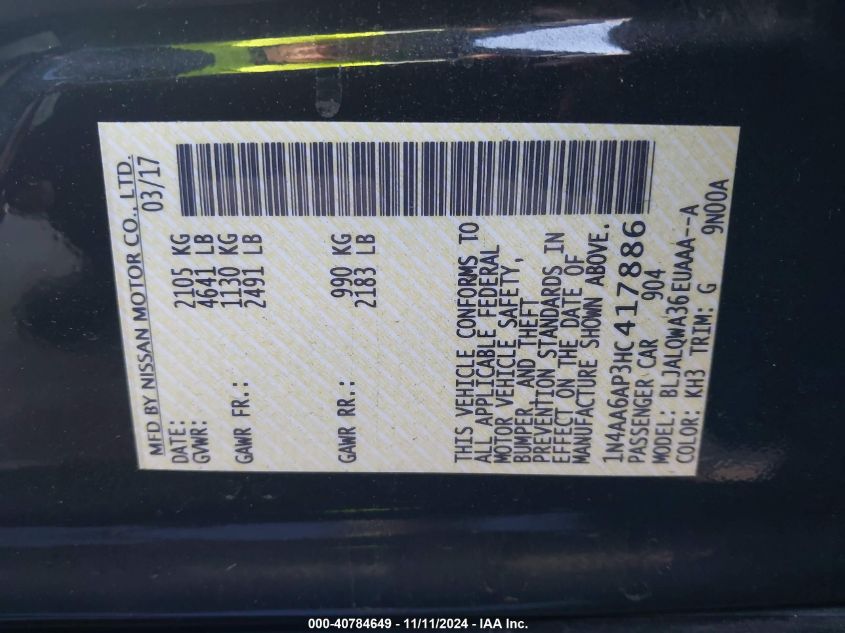 MFD BY NISSAN MOTOR CO., LTD.
DATE: 03/17
GVWR: 2105 KG
4641 LB
GAWR FR.: 1130 KG
2491 LB
GAWR RR.: 990 KG
2183 LB
THIS VEHICLE CONFORMS TO
ALL APPLICABLE FEDERAL
MOTOR VEHICLE SAFETY,
BUMPER, AND THEFT
PREVENTION STANDARDS IN
EFFECT ON THE DATE OF
MANUFACTURE SHOWN ABOVE.
1N4AA6AP3HC417886
PASSENGER CAR 904
MODEL: BLJALQWA36EUAAA--A
COLOR: KH3 TRIM: G 9N00A
000-40784649 - 11/11/2024 - IAA Inc.